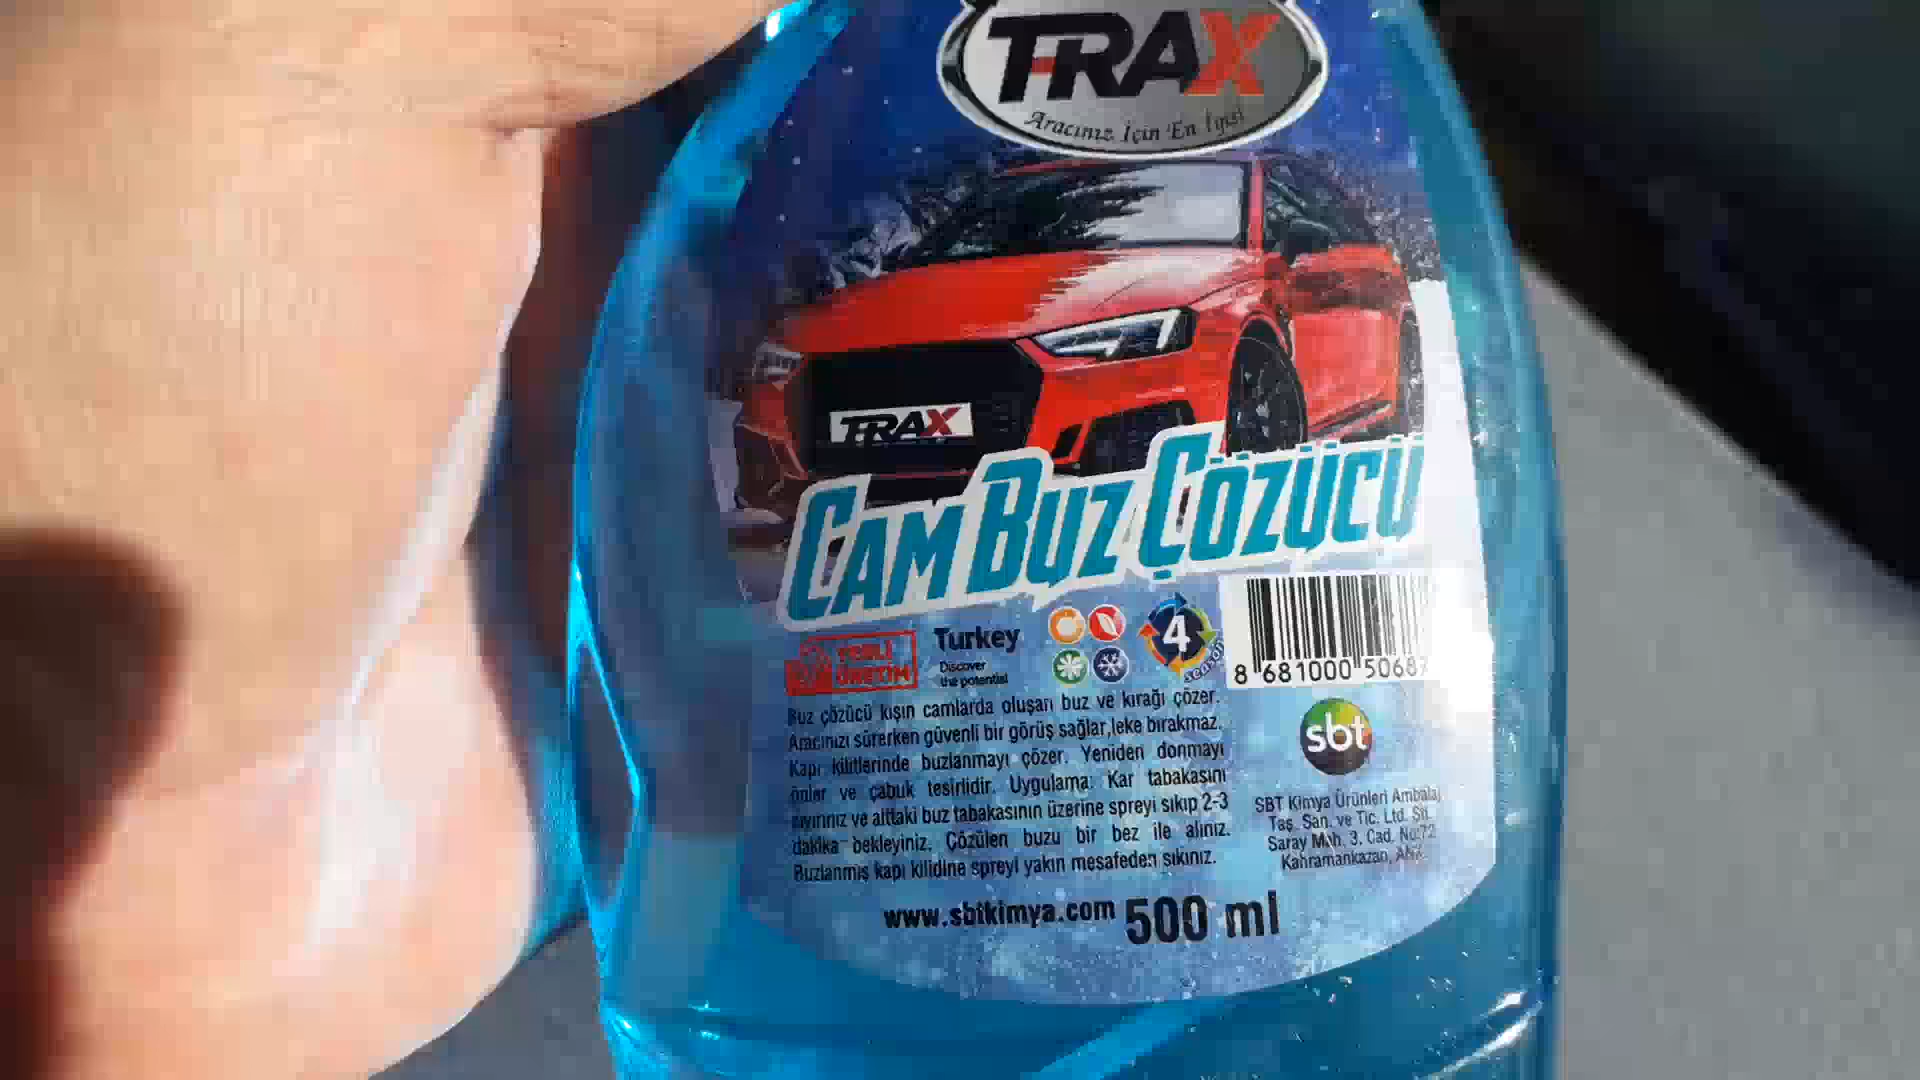 TRAX
Aracınız İçin En İyisi
TRAX
CAM BUZ ÇÖZÜCÜ
YERLİ
ÜRETİM
Turkey
Discover
the potential
4
season
8 681000 50687
Buz çözücü kışın camlarda oluşan buz ve kırağı çözer.
Aracınızı sürerken güvenli bir görüş sağlar,leke bırakmaz.
Kapı kilitlerinde buzlanmayı çözer. Yeniden donmayı
önler ve çabuk tesirlidir. Uygulama: Kar tabakasını
sıyırınız ve alttaki buz tabakasının üzerine spreyi sıkıp 2-3
dakika bekleyiniz. Çözülen buzu bir bez ile alınız.
Buzlanmış kapı kilidine spreyi yakın mesafeden sıkınız.
sbt
SBT Kimya Ürünleri Ambalaj
Taş. San. ve Tic. Ltd. Şti.
Saray Mah. 3. Cad. No:72
Kahramankazan, ANK.
www.sbtkimya.com 500 ml